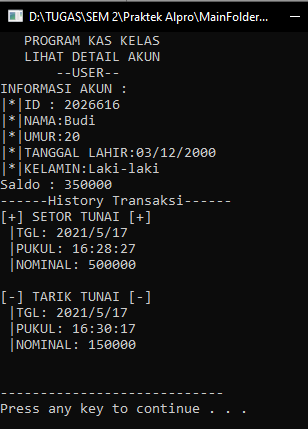 D:\TUGAS\SEM 2\Praktek Alpro\MainFolder...
PROGRAM KAS KELAS
LIHAT DETAIL AKUN
--USER--
INFORMASI AKUN :
|*|ID : 2026616
|*|NAMA:Budi
|*|UMUR:20
|*|TANGGAL LAHIR:03/12/2000
|*|KELAMIN:Laki-laki
Saldo : 350000
------History Transaksi------
[+] SETOR TUNAI [+]
|TGL: 2021/5/17
|PUKUL: 16:28:27
|NOMINAL: 500000
[-] TARIK TUNAI [-]
|TGL: 2021/5/17
|PUKUL: 16:30:17
|NOMINAL: 150000
----------------------------
Press any key to continue . . .